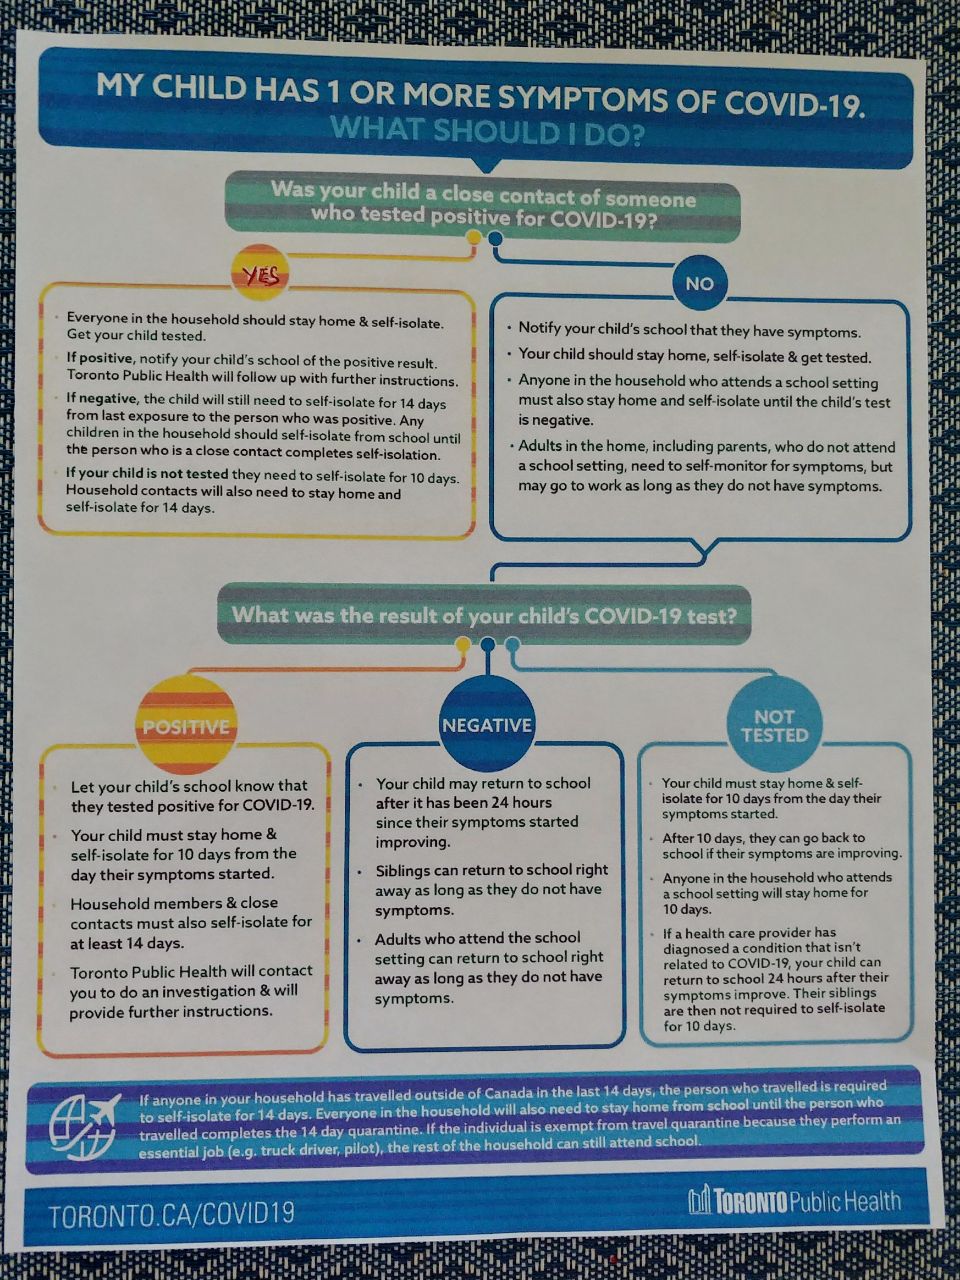 MY CHILD HAS 1 OR MORE SYMPTOMS OF COVID-19.
WHAT SHOULD I DO?
Was your child a close contact of someone
who tested positive for COVID-19?
YES
Everyone in the household should stay home & self-isolate.
Get your child tested.
If positive, notify your child's school of the positive result.
Toronto Public Health will follow up with further instructions.
If negative, the child will still need to self-isolate for 14 days
from last exposure to the person who was positive. Any
children in the household should self-isolate from school until
the person who is a close contact completes self-isolation.
If your child is not tested they need to self-isolate for 10 days.
Household contacts will also need to stay home and
self-isolate for 14 days.
NO
• Notify your child's school that they have symptoms.
• Your child should stay home, self-isolate & get tested.
• Anyone in the household who attends a school setting
must also stay home and self-isolate until the child's test
is negative.
• Adults in the home, including parents, who do not attend
a school setting, need to self-monitor for symptoms, but
may go to work as long as they do not have symptoms.
What was the result of your child's COVID-19 test?
POSITIVE
Let your child's school know that
they tested positive for COVID-19.
Your child must stay home &
self-isolate for 10 days from the
day their symptoms started.
Household members & close
contacts must also self-isolate for
at least 14 days.
Toronto Public Health will contact
you to do an investigation & will
provide further instructions.
NEGATIVE
• Your child may return to school
after it has been 24 hours
since their symptoms started
improving.
• Siblings can return to school right
away as long as they do not have
symptoms.
• Adults who attend the school
setting can return to school right
away as long as they do not have
symptoms.
NOT
TESTED
• Your child must stay home & self-
isolate for 10 days from the day their
symptoms started.
• After 10 days, they can go back to
school if their symptoms are improving.
• Anyone in the household who attends
a school setting will stay home for
10 days.
• If a health care provider has
diagnosed a condition that isn't
related to COVID-19, your child can
return to school 24 hours after their
symptoms improve. Their siblings
are then not required to self-isolate
for 10 days.
If anyone in your household has travelled outside of Canada in the last 14 days, the person who travelled is required
to self-isolate for 14 days. Everyone in the household will also need to stay home from school until the person who
travelled completes the 14 day quarantine. If the individual is exempt from travel quarantine because they perform an
essential job (e.g. truck driver, pilot), the rest of the household can still attend school.
TORONTO.CA/COVID19
TORONTO Public Health